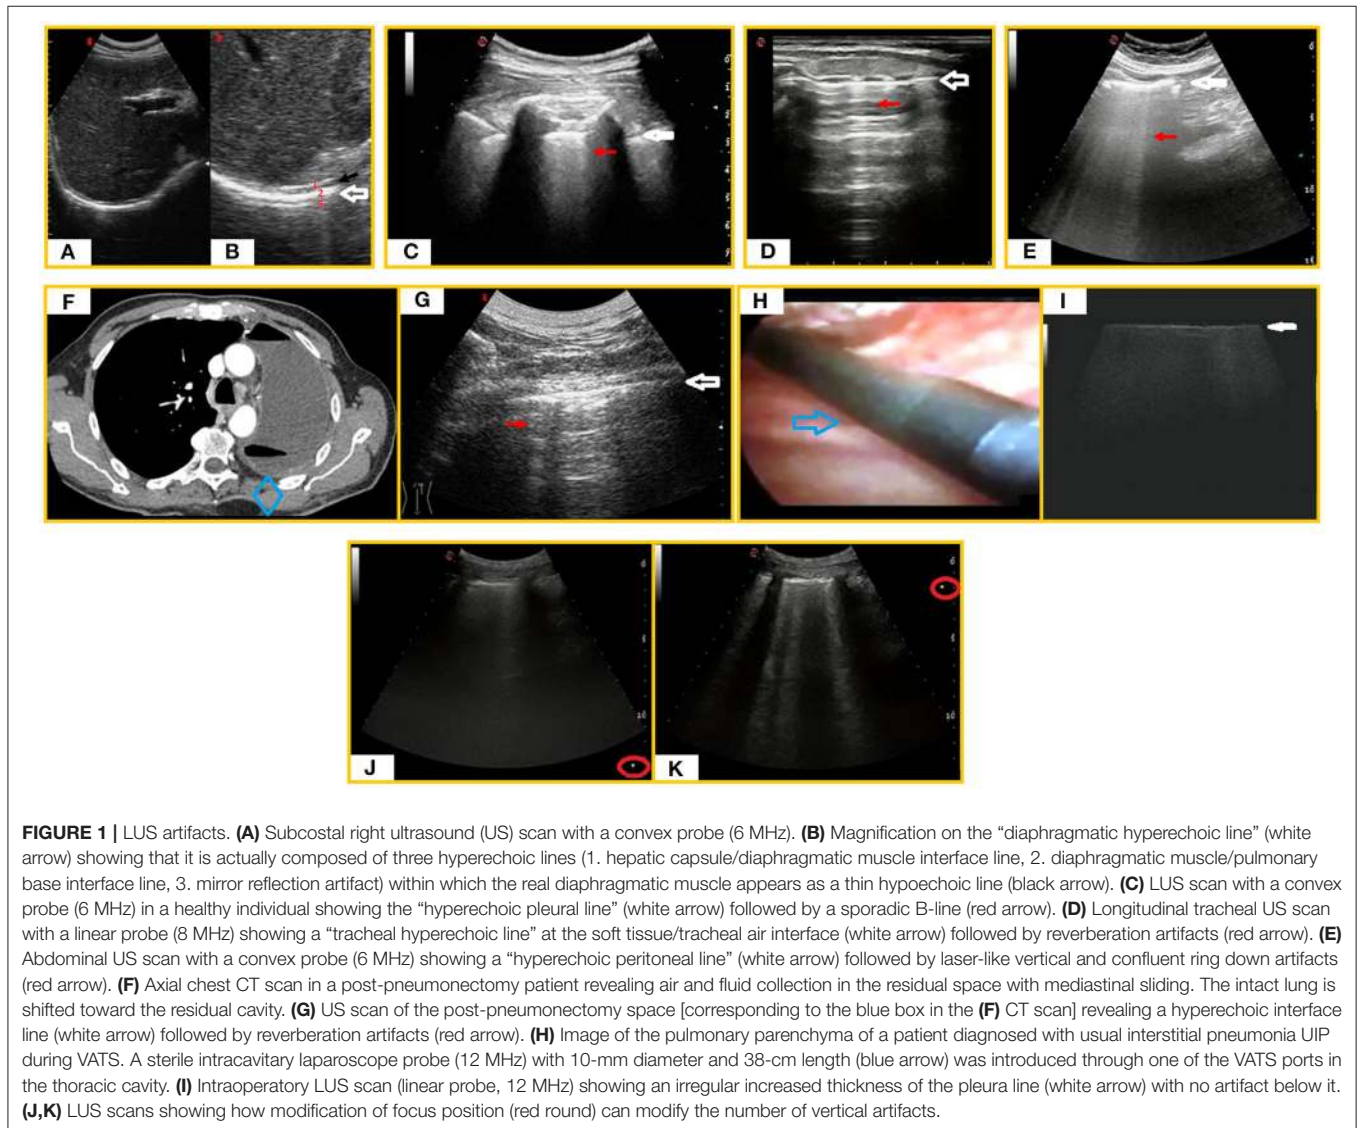 A
B
C
D
E
F
G
H
I
J
K
FIGURE 1 | LUS artifacts. (A) Subcostal right ultrasound (US) scan with a convex probe (6 MHz). (B) Magnification on the “diaphragmatic hyperechoic line” (white
arrow) showing that it is actually composed of three hyperechoic lines (1. hepatic capsule/diaphragmatic muscle interface line, 2. diaphragmatic muscle/pulmonary
base interface line, 3. mirror reflection artifact) within which the real diaphragmatic muscle appears as a thin hypoechoic line (black arrow). (C) LUS scan with a convex
probe (6 MHz) in a healthy individual showing the “hyperechoic pleural line” (white arrow) followed by a sporadic B-line (red arrow). (D) Longitudinal tracheal US scan
with a linear probe (8 MHz) showing a “tracheal hyperechoic line” at the soft tissue/tracheal air interface (white arrow) followed by reverberation artifacts (red arrow). (E)
Abdominal US scan with a convex probe (6 MHz) showing a “hyperechoic peritoneal line” (white arrow) followed by laser-like vertical and confluent ring down artifacts
(red arrow). (F) Axial chest CT scan in a post-pneumonectomy patient revealing air and fluid collection in the residual space with mediastinal sliding. The intact lung is
shifted toward the residual cavity. (G) US scan of the post-pneumonectomy space [corresponding to the blue box in the (F) CT scan] revealing a hyperechoic interface
line (white arrow) followed by reverberation artifacts (red arrow). (H) Image of the pulmonary parenchyma of a patient diagnosed with usual interstitial pneumonia UIP
during VATS. A sterile intracavitary laparoscope probe (12 MHz) with 10-mm diameter and 38-cm length (blue arrow) was introduced through one of the VATS ports in
the thoracic cavity. (I) Intraoperatory LUS scan (linear probe, 12 MHz) showing an irregular increased thickness of the pleura line (white arrow) with no artifact below it.
(J,K) LUS scans showing how modification of focus position (red round) can modify the number of vertical artifacts.